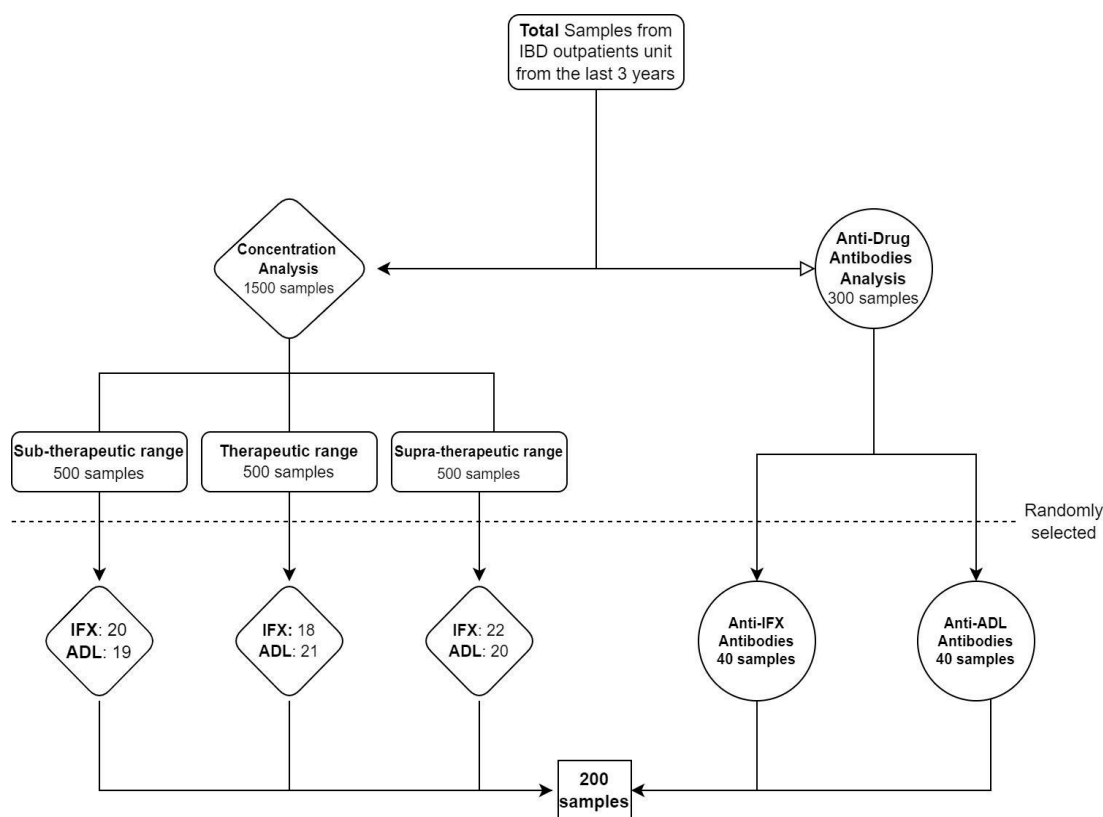 Total Samples from
IBD outpatients unit
from the last 3 years
Concentration
Analysis
1500 samples
Anti-Drug
Antibodies
Analysis
300 samples
Sub-therapeutic range
500 samples
Therapeutic range
500 samples
Supra-therapeutic range
500 samples
Randomly
selected
IFX: 20
ADL: 19
IFX: 18
ADL: 21
IFX: 22
ADL: 20
Anti-IFX
Antibodies
40 samples
Anti-ADL
Antibodies
40 samples
200
samples